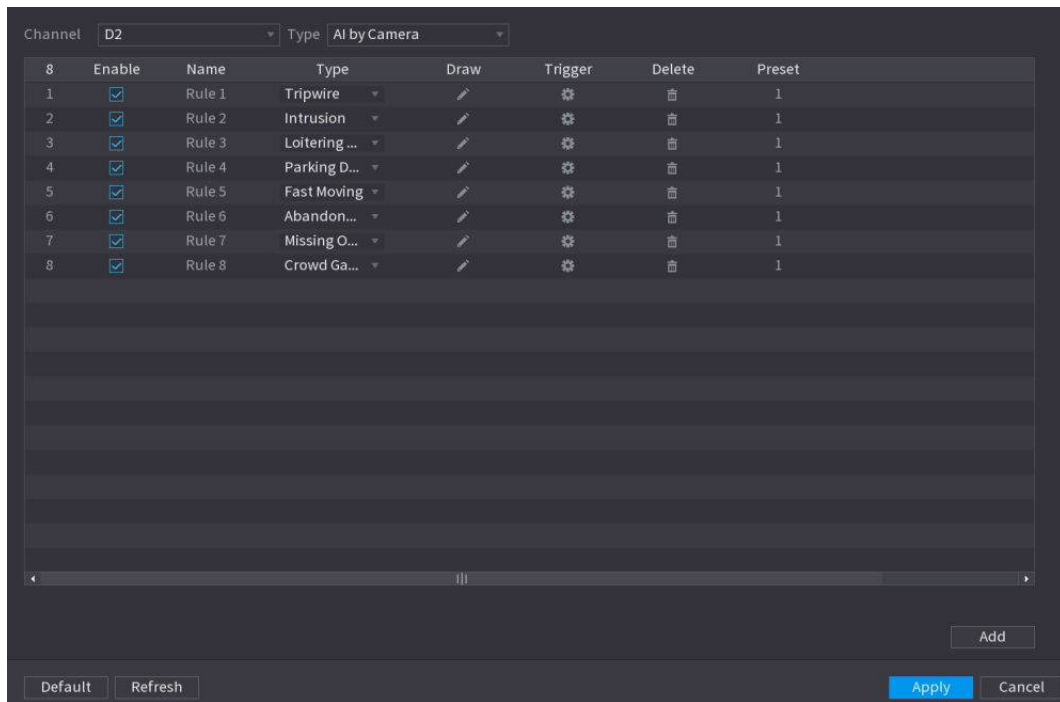 Channel D2 Type AI by Camera
8 Enable Name Type Draw Trigger Delete Preset
1 Rule 1 Tripwire 1
2 Rule 2 Intrusion 1
3 Rule 3 Loitering ... 1
4 Rule 4 Parking D... 1
5 Rule 5 Fast Moving 1
6 Rule 6 Abandon... 1
7 Rule 7 Missing O... 1
8 Rule 8 Crowd Ga... 1
Add
Default Refresh Apply Cancel